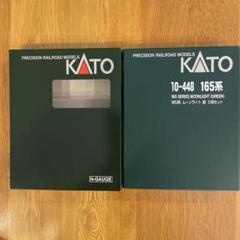 PRECISION RAILROAD MODELS
KATO
N-GAUGE
PRECISION RAILROAD MODELS
KATO
10-448 165系
165 SERIES MOONLIGHT (GREEN)
165系 ムーンライト 緑 3両セット